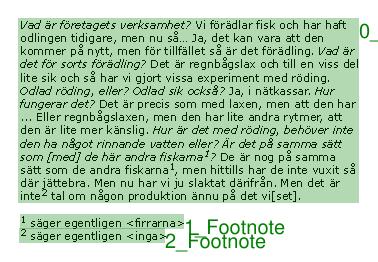 Vad är företagets verksamhet? Vi förädlar fisk och har haft
odlingen tidigare, men nu så... Ja, det kan vara att den
kommer på nytt, men för tillfället så är det förädling. Vad är
det för sorts förädling? Det är regnbågslax och till en viss del
lite sik och så har vi gjort vissa experiment med röding.
Odlad röding, eller? Odlad sik också? Ja, i nätkassar. Hur
fungerar det? Det är precis som med laxen, men att den har
... Eller regnbågslaxen, men den har lite andra rytmer, att
den är lite mer känslig. Hur är det med röding, behöver inte
den ha något rinnande vatten eller? Är det på samma sätt
som [med] de här andra fiskarna¹? De är nog på samma
sätt som de andra fiskarna¹, men hittills har de inte vuxit så
där jättebra. Men nu har vi ju slaktat därifrån. Men det är
inte² tal om någon produktion ännu på det vi[set].
¹ säger egentligen <firrarna>
² säger egentligen <inga>
0_
1_Footnote
2_Footnote